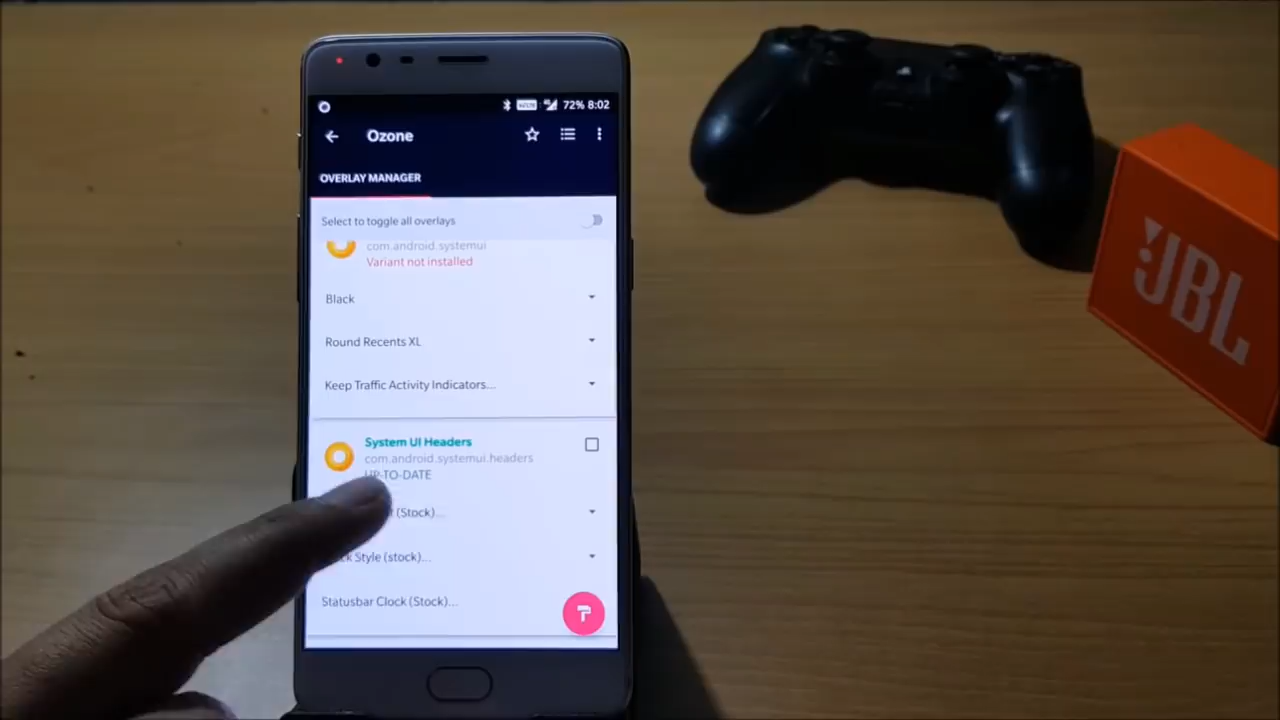 72% 8:02
Ozone
OVERLAY MANAGER
Select to toggle all overlays
com.android.systemui
Variant not installed
Black
Round Recents XL
Keep Traffic Activity Indicators...
System UI Headers
com.android.systemui.headers
UP-TO-DATE
(Stock)...
Style (stock)...
Statusbar Clock (Stock)...
JBL